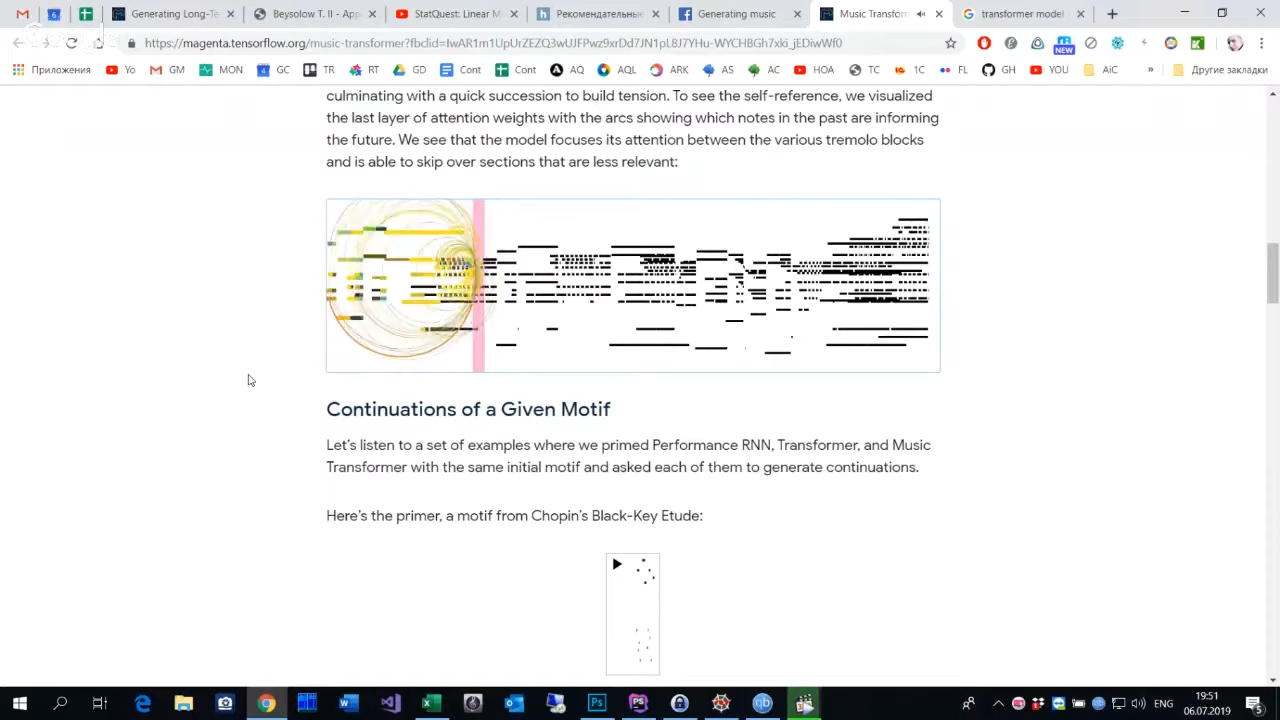 Generating Long-Te
Dorsolow T. II - App
StatQuest: Linear M
Рекомендательные
Generating music
Music Transform
transformer model
https://magenta.tensorflow.org/music-transformer?fbclid=IwAR1m1UpUrZEZQ3wUJFPwz9xrDd7JN1pL8J7YHu-WYCHBGh7xki_jEDiwWf0
NEW
Приложения Yo GM MON GC TR RT GD Cont Cont AQ AQL ARK AS AC HOA TC 1C FL GH YOU AiC » Другие закладки
culminating with a quick succession to build tension. To see the self-reference, we visualized
the last layer of attention weights with the arcs showing which notes in the past are informing
the future. We see that the model focuses its attention between the various tremolo blocks
and is able to skip over sections that are less relevant:
Continuations of a Given Motif
Let's listen to a set of examples where we primed Performance RNN, Transformer, and Music
Transformer with the same initial motif and asked each of them to generate continuations.
Here's the primer, a motif from Chopin's Black-Key Etude:
ENG
19:51
06.07.2019